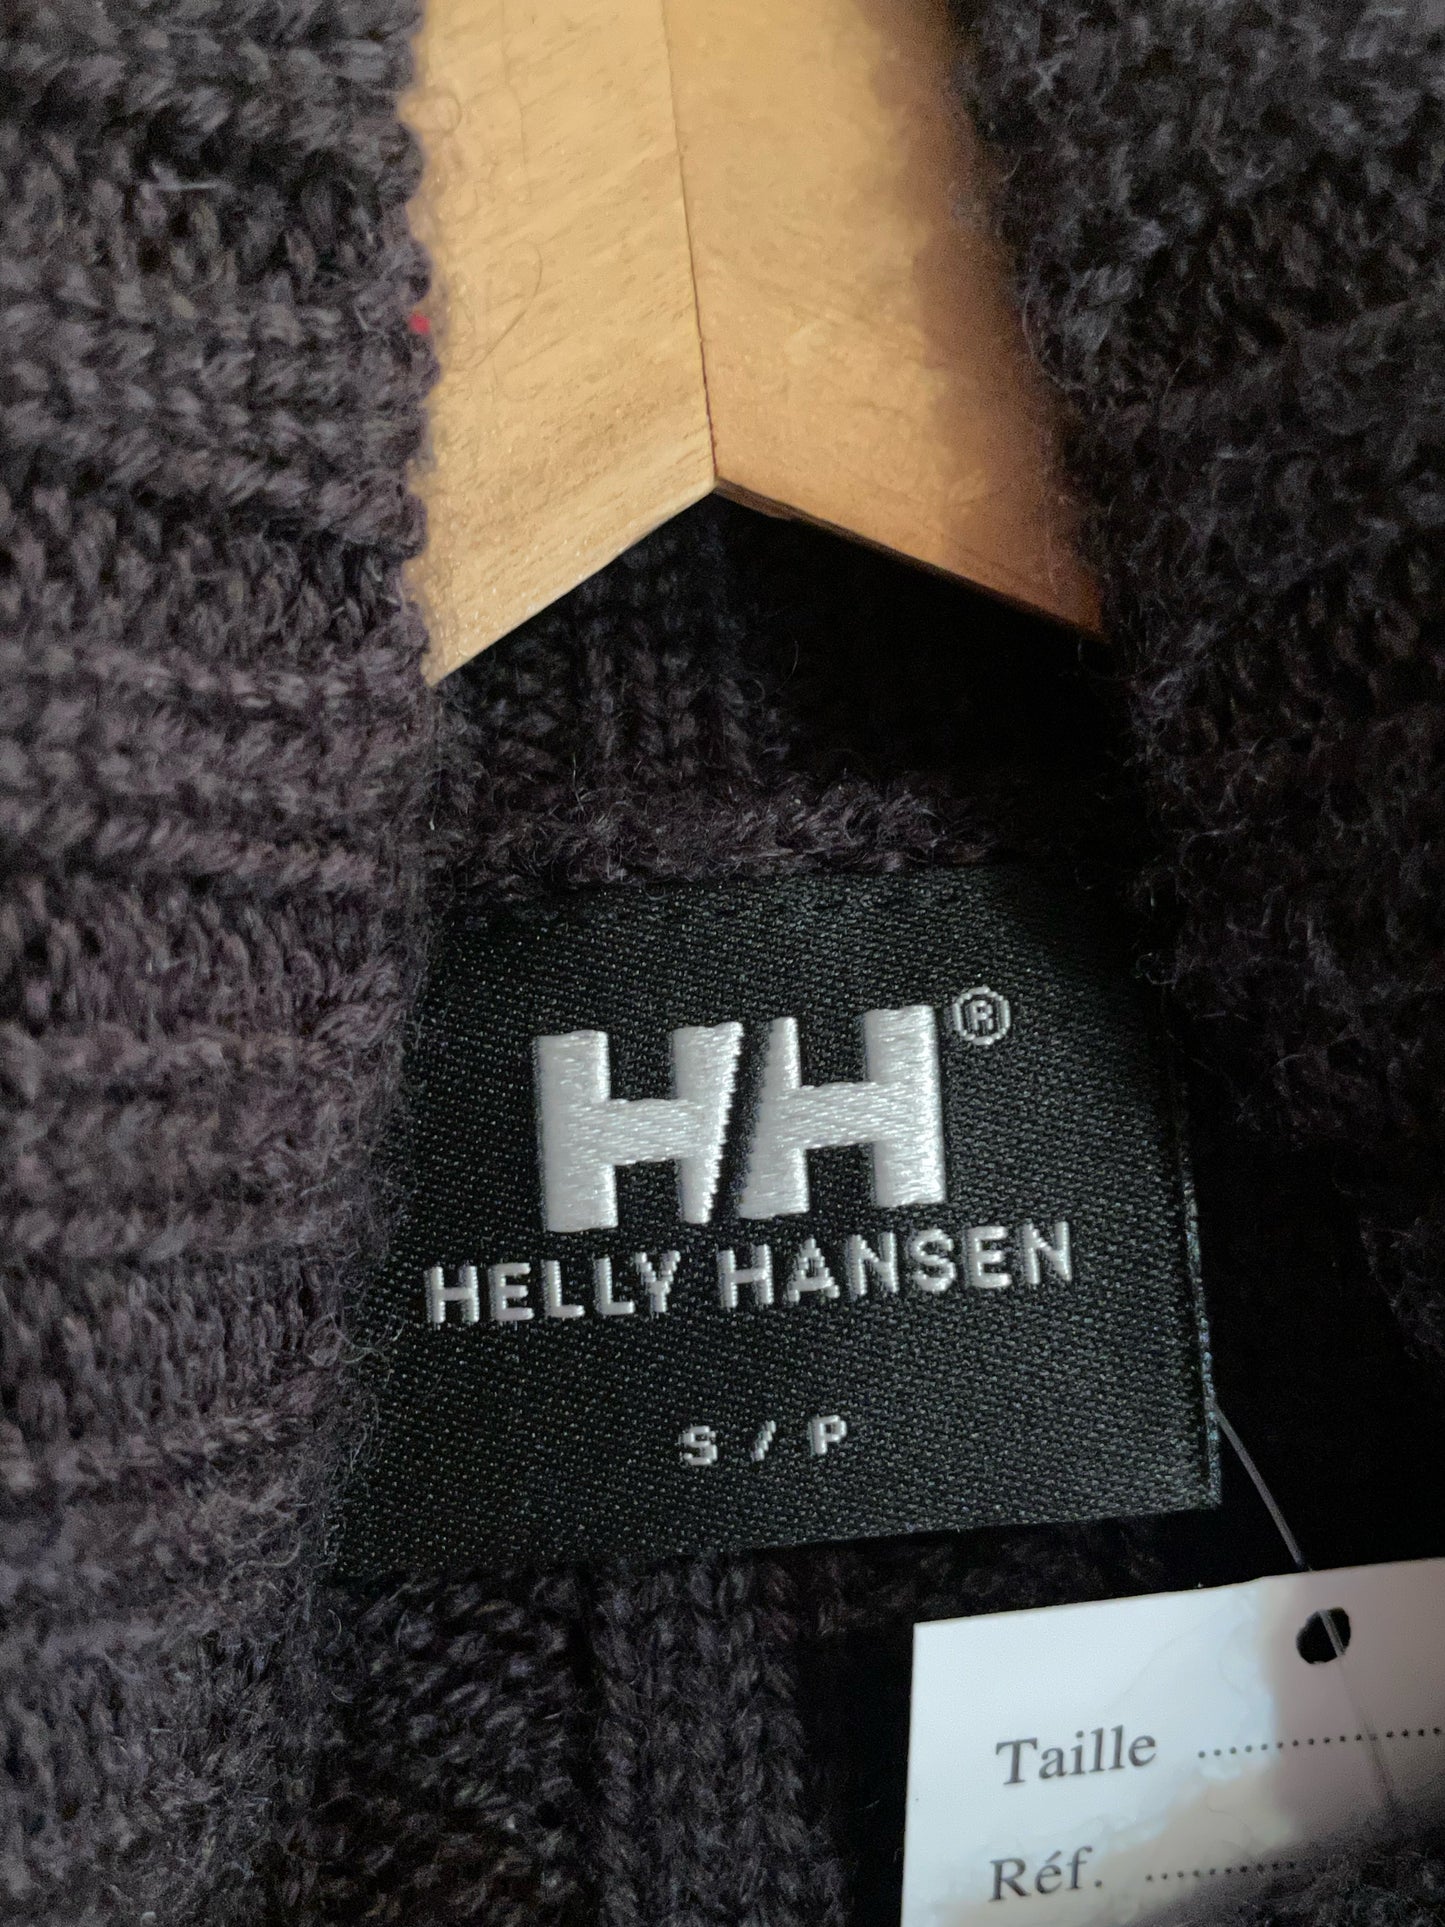 HH®
HELLY HANSEN
S / P
Taille ................
Réf. ................